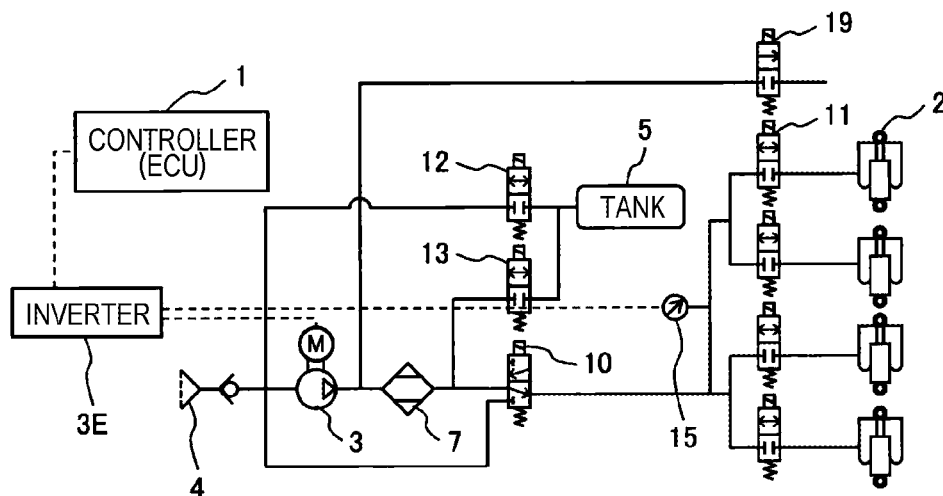 19
1
11
2
CONTROLLER
(ECU)
12
5
TANK
13
INVERTER
M
10
3E
4
3
7
15